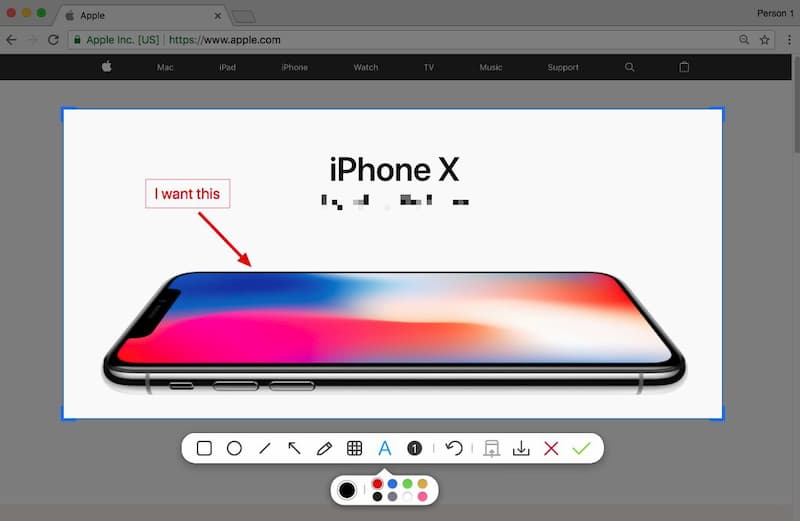 Apple
Person 1
Apple Inc. [US] | https://www.apple.com
Mac iPad iPhone Watch TV Music Support
iPhone X
I want this
A 1